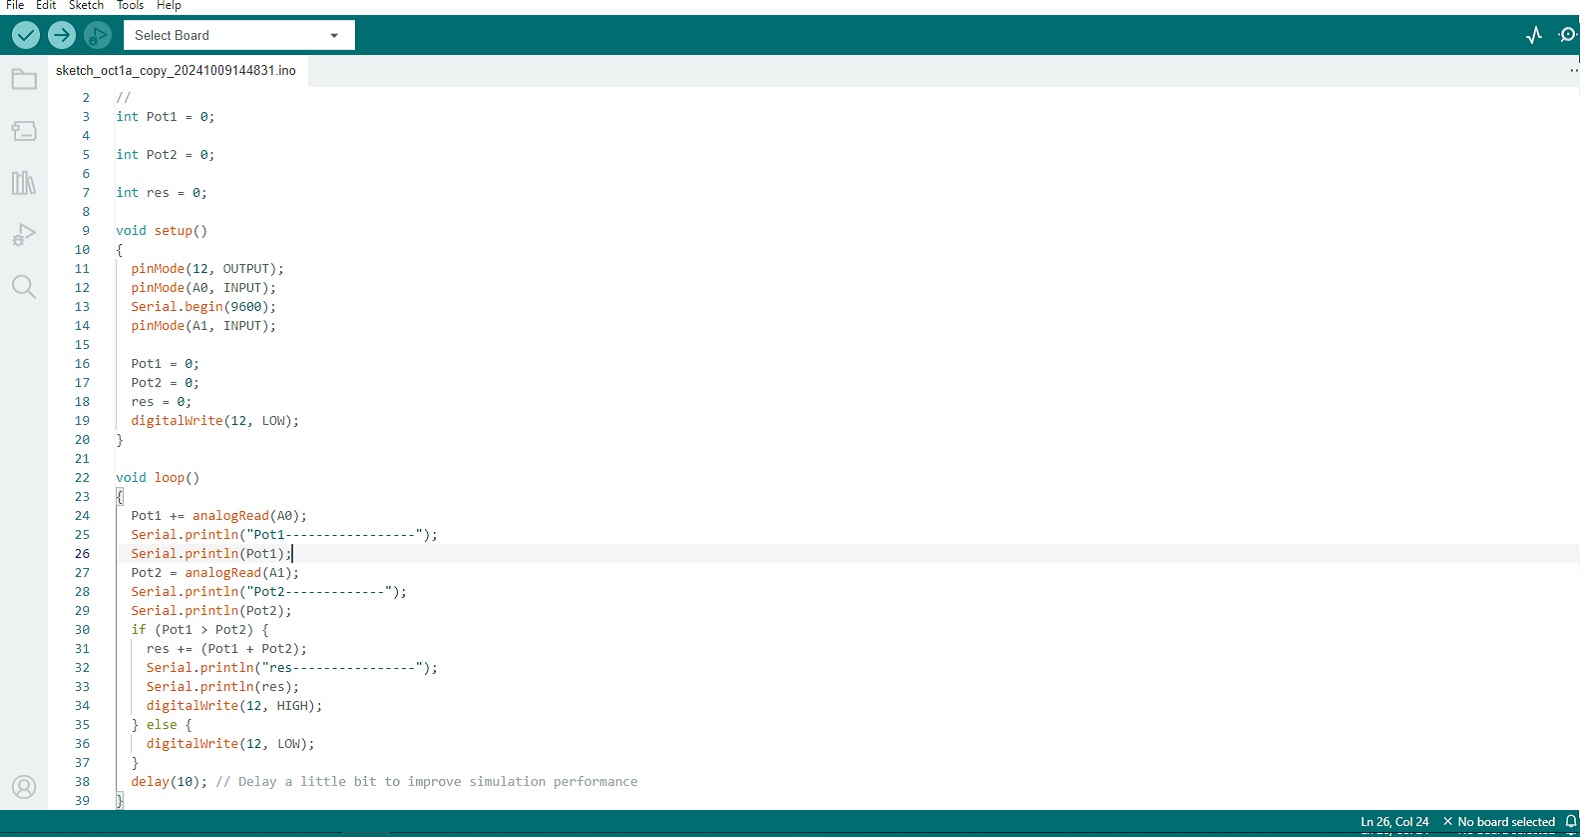 File Edit Sketch Tools Help
Select Board
sketch_oct1a_copy_20241009144831.ino
2 //
3 int Pot1 = 0;
4
5 int Pot2 = 0;
6
7 int res = 0;
8
9 void setup()
10 {
11 pinMode(12, OUTPUT);
12 pinMode(A0, INPUT);
13 Serial.begin(9600);
14 pinMode(A1, INPUT);
15
16 Pot1 = 0;
17 Pot2 = 0;
18 res = 0;
19 digitalWrite(12, LOW);
20 }
21
22 void loop()
23 {
24 Pot1 += analogRead(A0);
25 Serial.println("Pot1-----------------");
26 Serial.println(Pot1);
27 Pot2 = analogRead(A1);
28 Serial.println("Pot2-------------");
29 Serial.println(Pot2);
30 if (Pot1 > Pot2) {
31 res += (Pot1 + Pot2);
32 Serial.println("res----------------");
33 Serial.println(res);
34 digitalWrite(12, HIGH);
35 } else {
36 digitalWrite(12, LOW);
37 }
38 delay(10); // Delay a little bit to improve simulation performance
39 }
Ln 26, Col 24 × No board selected